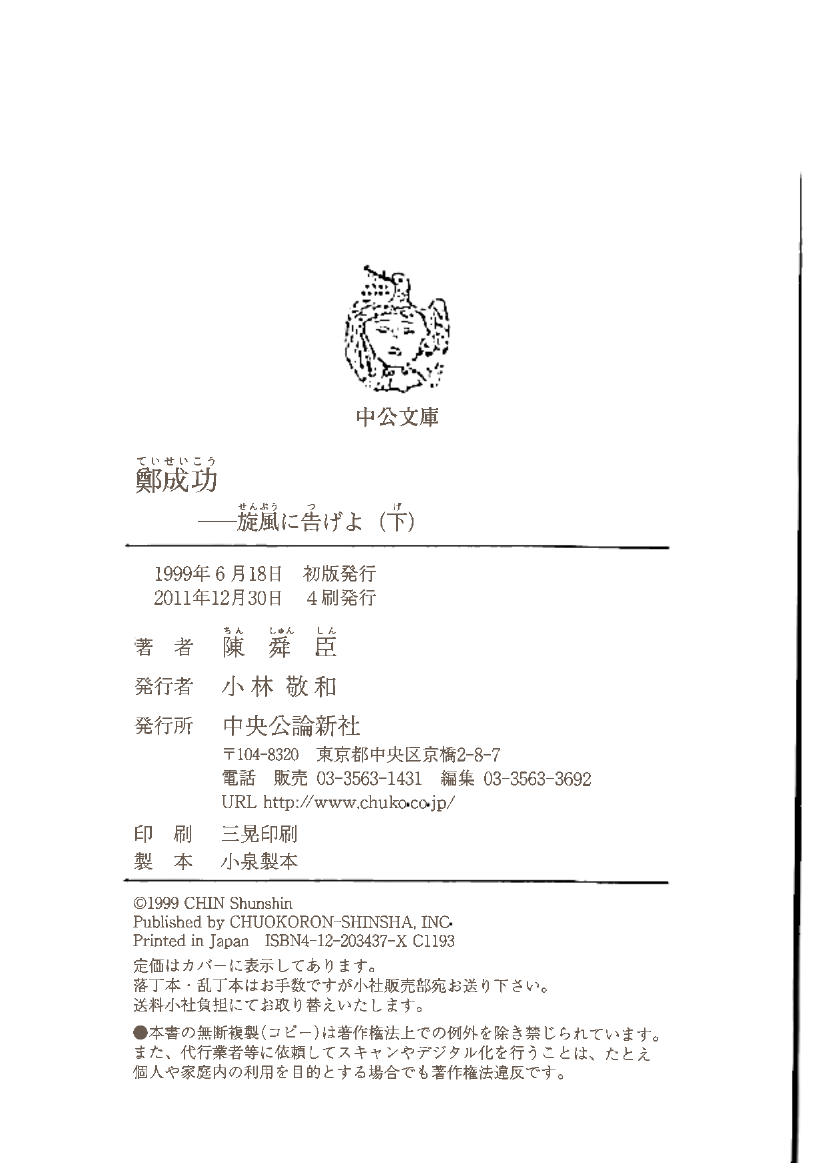 中公文庫
ていせいこう
鄭成功
せんぷう つ げ
——旋風に告げよ（下）
1999年6月18日 初版発行
2011年12月30日 4刷発行
ちん しゅん しん
著 者 陳 舜 臣
発行者 小林 敬和
発行所 中央公論新社
〒104-8320 東京都中央区京橋2-8-7
電話 販売 03-3563-1431 編集 03-3563-3692
URL http://www.chuko.co.jp/
印 刷 三晃印刷
製 本 小泉製本
©1999 CHIN Shunshin
Published by CHUOKORON-SHINSHA, INC.
Printed in Japan ISBN4-12-203437-X C1193
定価はカバーに表示してあります。
落丁本・乱丁本はお手数ですが小社販売部宛お送り下さい。
送料小社負担にてお取り替えいたします。
●本書の無断複製(コピー)は著作権法上での例外を除き禁じられています。
また、代行業者等に依頼してスキャンやデジタル化を行うことは、たとえ
個人や家庭内の利用を目的とする場合でも著作権法違反です。